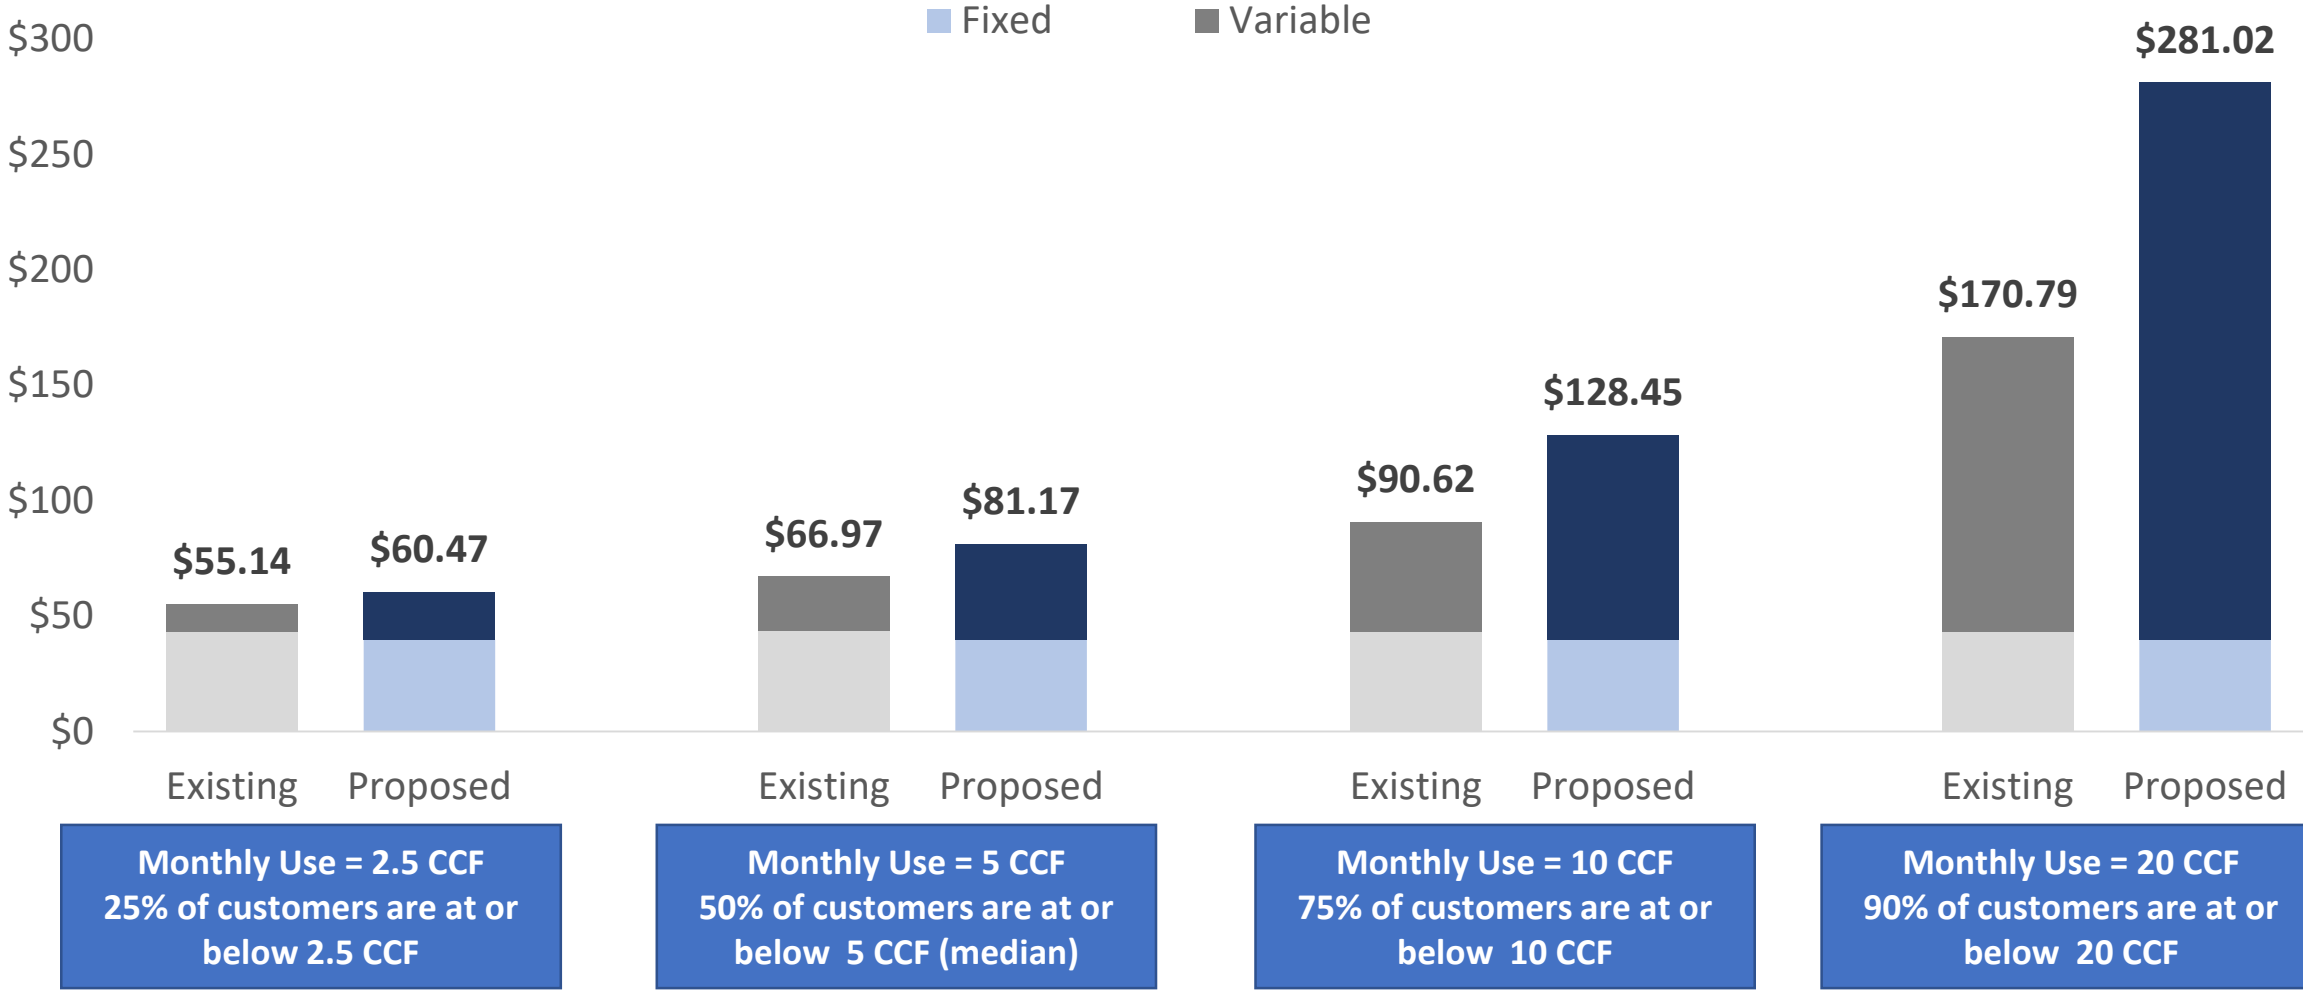 Fixed Variable
$300
$250
$200
$150
$100
$50
$0
$55.14
$60.47
$66.97
$81.17
$90.62
$128.45
$170.79
$281.02
Existing Proposed Existing Proposed Existing Proposed Existing Proposed
Monthly Use = 2.5 CCF
25% of customers are at or
below 2.5 CCF
Monthly Use = 5 CCF
50% of customers are at or
below 5 CCF (median)
Monthly Use = 10 CCF
75% of customers are at or
below 10 CCF
Monthly Use = 20 CCF
90% of customers are at or
below 20 CCF